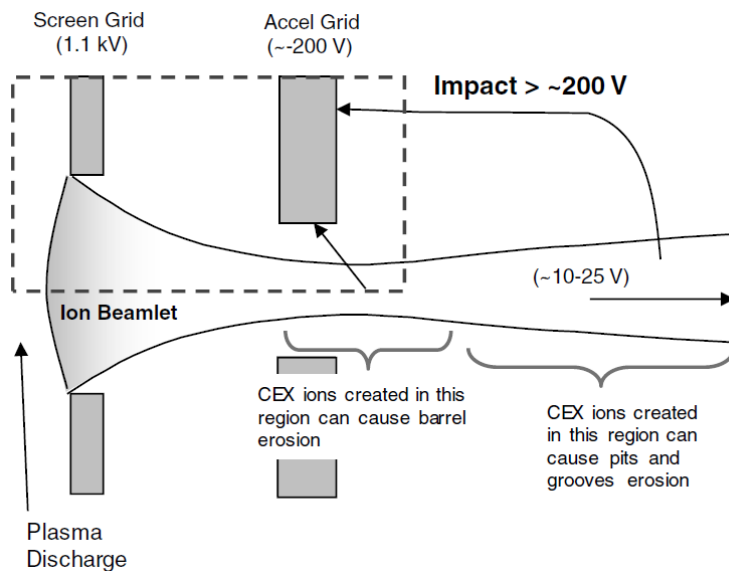 Screen Grid
(1.1 kV)
Accel Grid
(~-200 V)
Impact > ~200 V
(~10-25 V)
Ion Beamlet
CEX ions created in this
region can cause barrel
erosion
CEX ions created
in this region can
cause pits and
grooves erosion
Plasma
Discharge